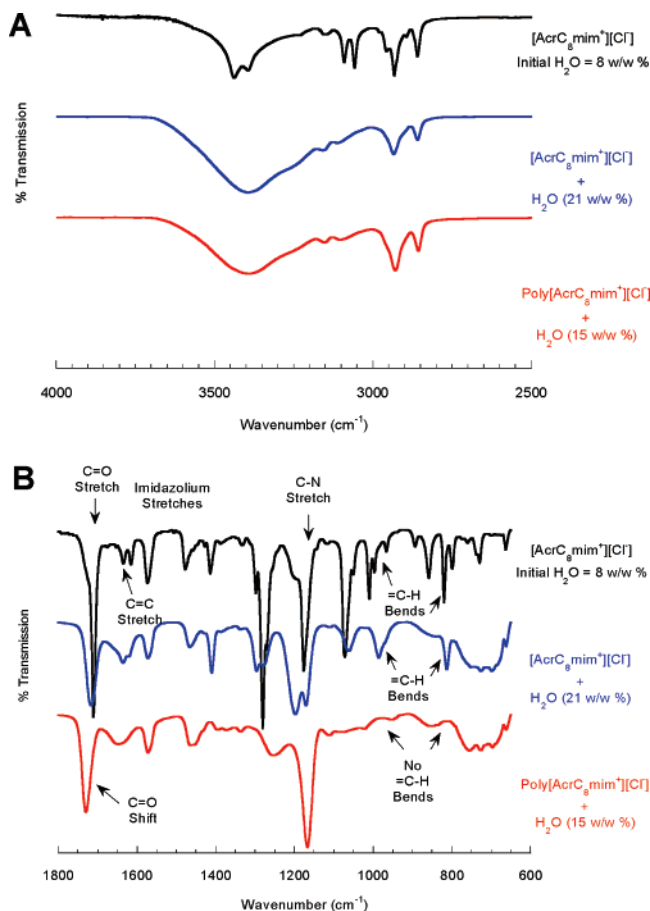 A
[AcrC₈mim⁺][Cl⁻]
Initial H₂O = 8 w/w %
% Transmission
[AcrC₈mim⁺][Cl⁻]
+
H₂O (21 w/w %)
Poly[AcrC₈mim⁺][Cl⁻]
+
H₂O (15 w/w %)
4000 3500 3000 2500
Wavenumber (cm⁻¹)
B
C=O
Stretch
Imidazolium
Stretches
C-N
Stretch
[AcrC₈mim⁺][Cl⁻]
Initial H₂O = 8 w/w %
C=C
Stretch
=C-H
Bends
% Transmission
[AcrC₈mim⁺][Cl⁻]
+
H₂O (21 w/w %)
=C-H
Bends
C=O
Shift
No
=C-H
Bends
Poly[AcrC₈mim⁺][Cl⁻]
+
H₂O (15 w/w %)
1800 1600 1400 1200 1000 800 600
Wavenumber (cm⁻¹)